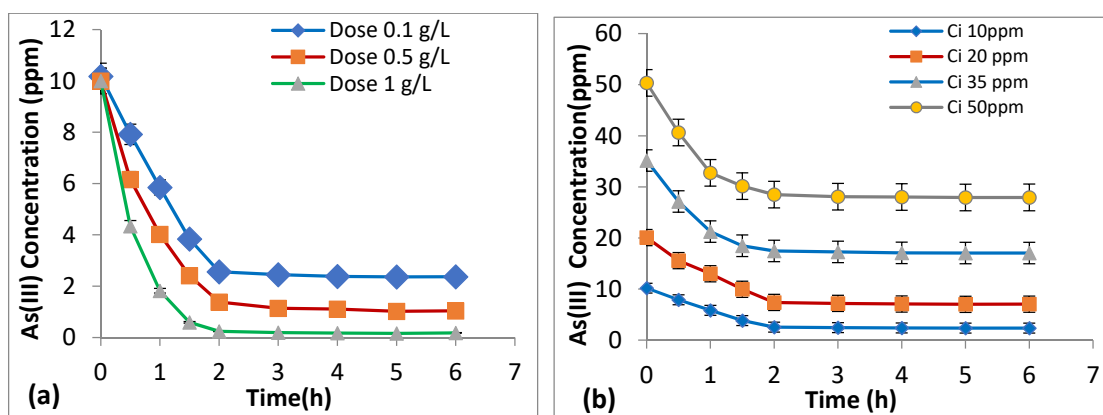 12
10
8
6
4
2
0
As(III) Concentration (ppm)
Dose 0.1 g/L
Dose 0.5 g/L
Dose 1 g/L
0 1 2 3 4 5 6 7
(a)
Time(h)
60
50
40
30
20
10
0
As(III) Concentration(ppm)
Ci 10ppm
Ci 20 ppm
Ci 35 ppm
Ci 50ppm
0 1 2 3 4 5 6 7
(b)
Time (h)